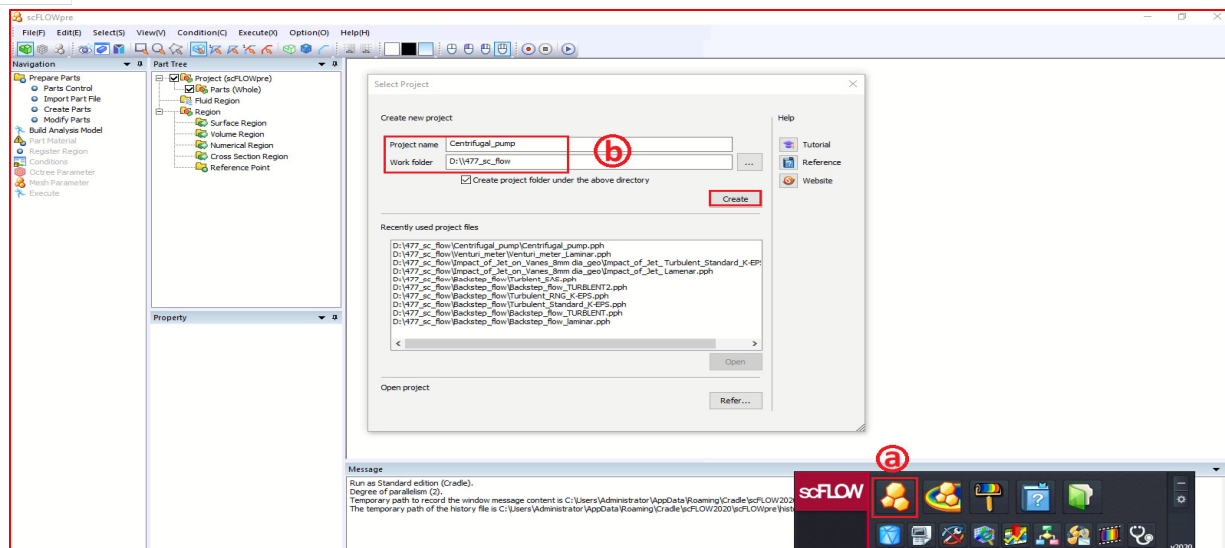 scFLOWpre
File(F) Edit(E) Select(S) View(V) Condition(C) Execute(X) Option(O) Help(H)
Navigation
Prepare Parts
Parts Control
Import Part File
Create Parts
Modify Parts
Build Analysis Model
Part Material
Register Region
Conditions
Octree Parameter
Mesh Parameter
Execute
Part Tree
Project (scFLOWpre)
Parts (Whole)
Fluid Region
Region
Surface Region
Volume Region
Numerical Region
Cross Section Region
Reference Point
Property
Select Project
Create new project
Project name Centrifugal_pump
Work folder D:\\477_sc_flow ...
b
Create project folder under the above directory
Create
Recently used project files
D:\477_sc_flow\Centrifugal_pump\Centrifugal_pump.pph
D:\477_sc_flow\Venturi_meter\Venturi_meter_Laminar.pph
D:\477_sc_flow\Impact_of_Jet_on_Vanes_8mm dia_geo\Impact_of_Jet_ Turbulent_Standard_K-EP
D:\477_sc_flow\Impact_of_Jet_on_Vanes_8mm dia_geo\Impact_of_Jet_ Lamenar.pph
D:\477_sc_flow\Backstep_flow\Turblent_SAS.pph
D:\477_sc_flow\Backstep_flow\Backstep_flow_TURBLENT2.pph
D:\477_sc_flow\Backstep_flow\Turbulent_RNG_K-EPS.pph
D:\477_sc_flow\Backstep_flow\Turbulent_Standard_K-EPS.pph
D:\477_sc_flow\Backstep_flow\Backstep_flow_TURBLENT.pph
D:\477_sc_flow\Backstep_flow\Backstep_flow_laminar.pph
Open
Open project
Refer...
Help
Tutorial
Reference
Website
Message
Run as Standard edition (Cradle).
Degree of parallelism (2).
Temporary path to record the window message content is C:\Users\Administrator\AppData\Roaming\Cradle\scFLOW202
The temporary path of the history file is C:\Users\Administrator\AppData\Roaming\Cradle\scFLOW2020\scFLOWpre\hist
a
scFLOW
v2020